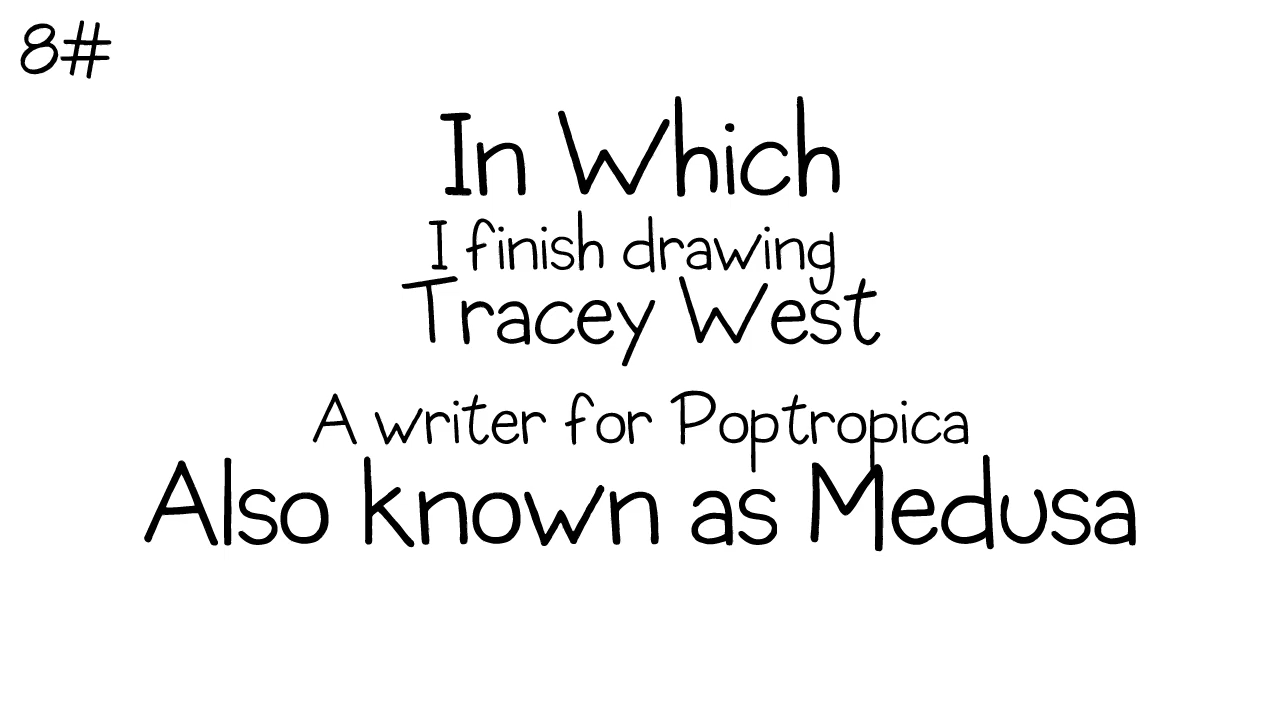 8#
In Which
I finish drawing
Tracey West
A writer for Poptropica
Also known as Medusa